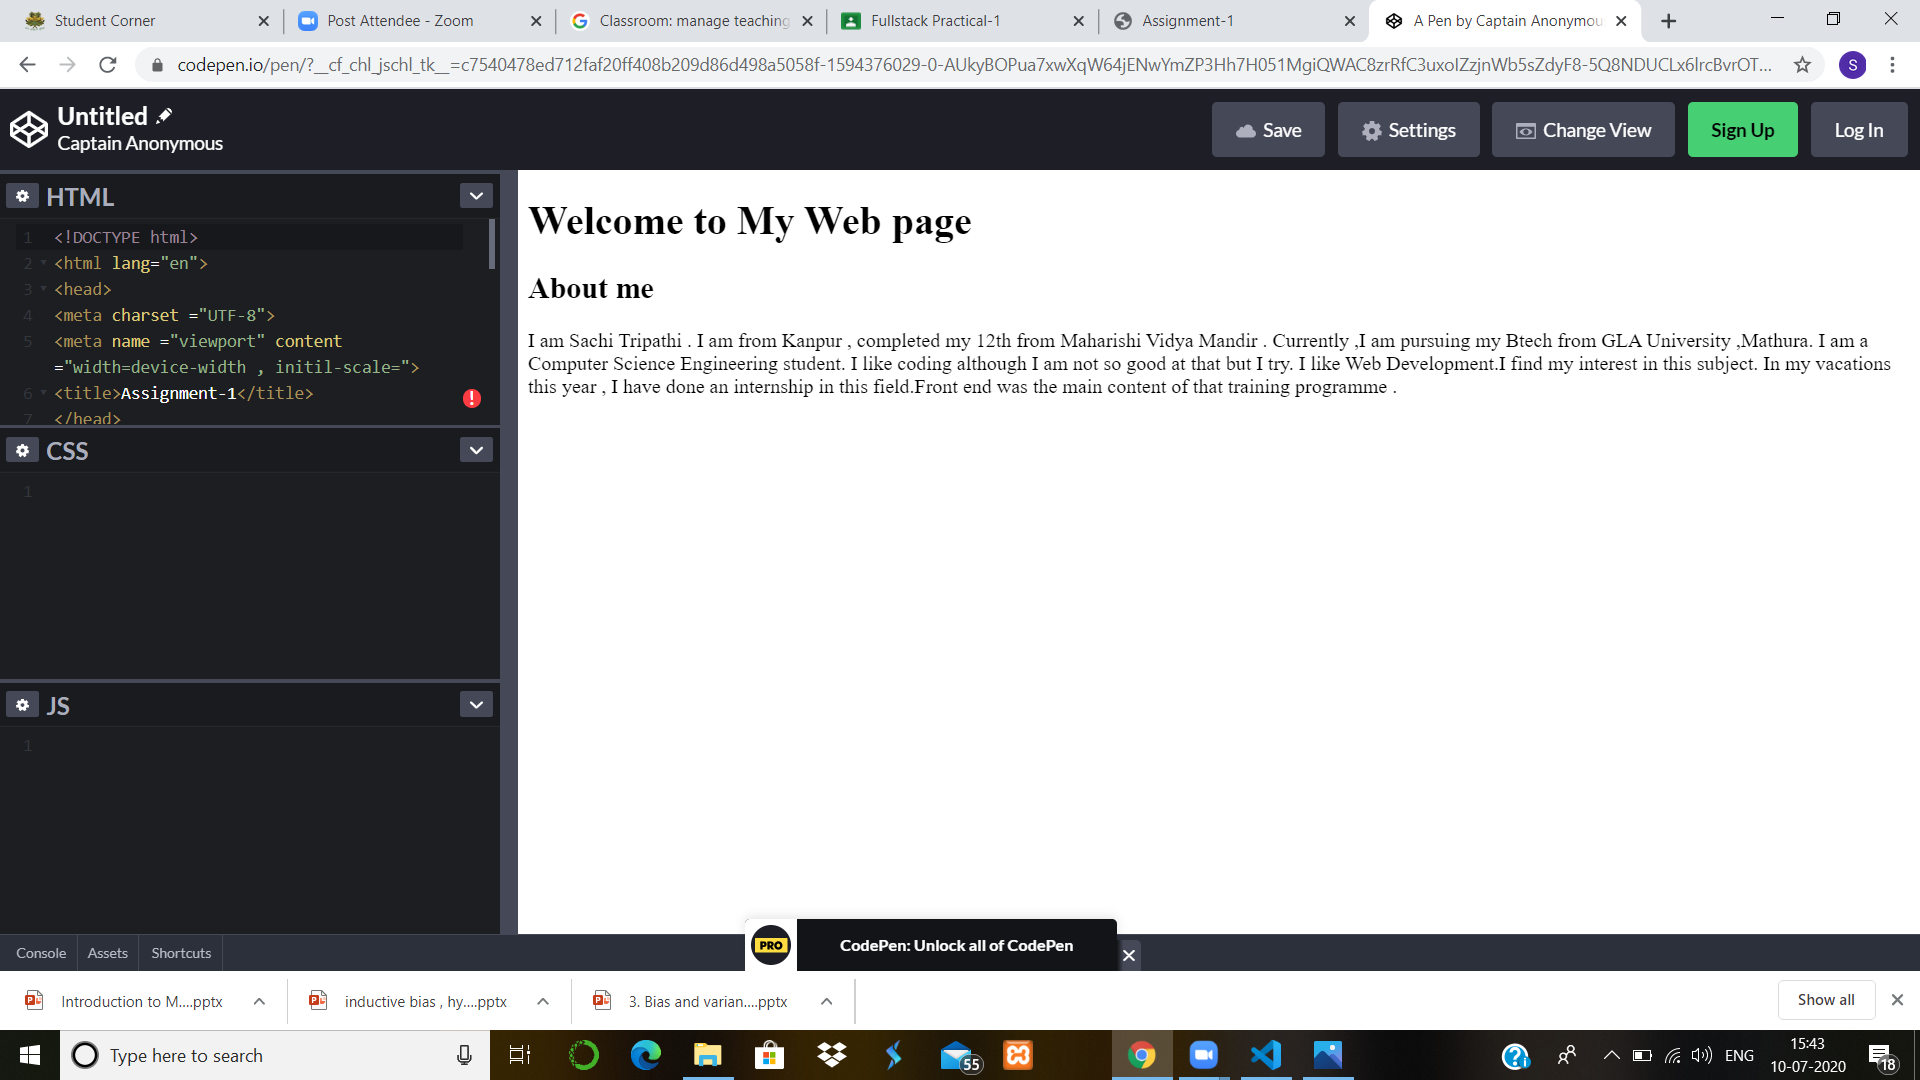 Student Corner
Post Attendee - Zoom
Classroom: manage teaching
Fullstack Practical-1
Assignment-1
A Pen by Captain Anonymou
codepen.io/pen/?__cf_chl_jschl_tk__=c7540478ed712faf20ff408b209d86d498a5058f-1594376029-0-AUkyBOPua7xwXqW64jENwYmZP3Hh7H051MgiQWAC8zrRfC3uxoIZzjnWb5sZdyF8-5Q8NDUCLx6lrcBvrOT...
S
Untitled
Captain Anonymous
Save
Settings
Change View
Sign Up
Log In
HTML
1 <!DOCTYPE html>
2 <html lang="en">
3 <head>
4 <meta charset ="UTF-8">
5 <meta name ="viewport" content
="width=device-width , initil-scale=">
6 <title>Assignment-1</title>
7 </head>
CSS
1
JS
1
Welcome to My Web page
About me
I am Sachi Tripathi . I am from Kanpur , completed my 12th from Maharishi Vidya Mandir . Currently ,I am pursuing my Btech from GLA University ,Mathura. I am a
Computer Science Engineering student. I like coding although I am not so good at that but I try. I like Web Development.I find my interest in this subject. In my vacations
this year , I have done an internship in this field.Front end was the main content of that training programme .
Console
Assets
Shortcuts
PRO
CodePen: Unlock all of CodePen
Introduction to M....pptx
inductive bias , hy....pptx
3. Bias and varian....pptx
Show all
Type here to search
55
ENG
15:43
10-07-2020
18